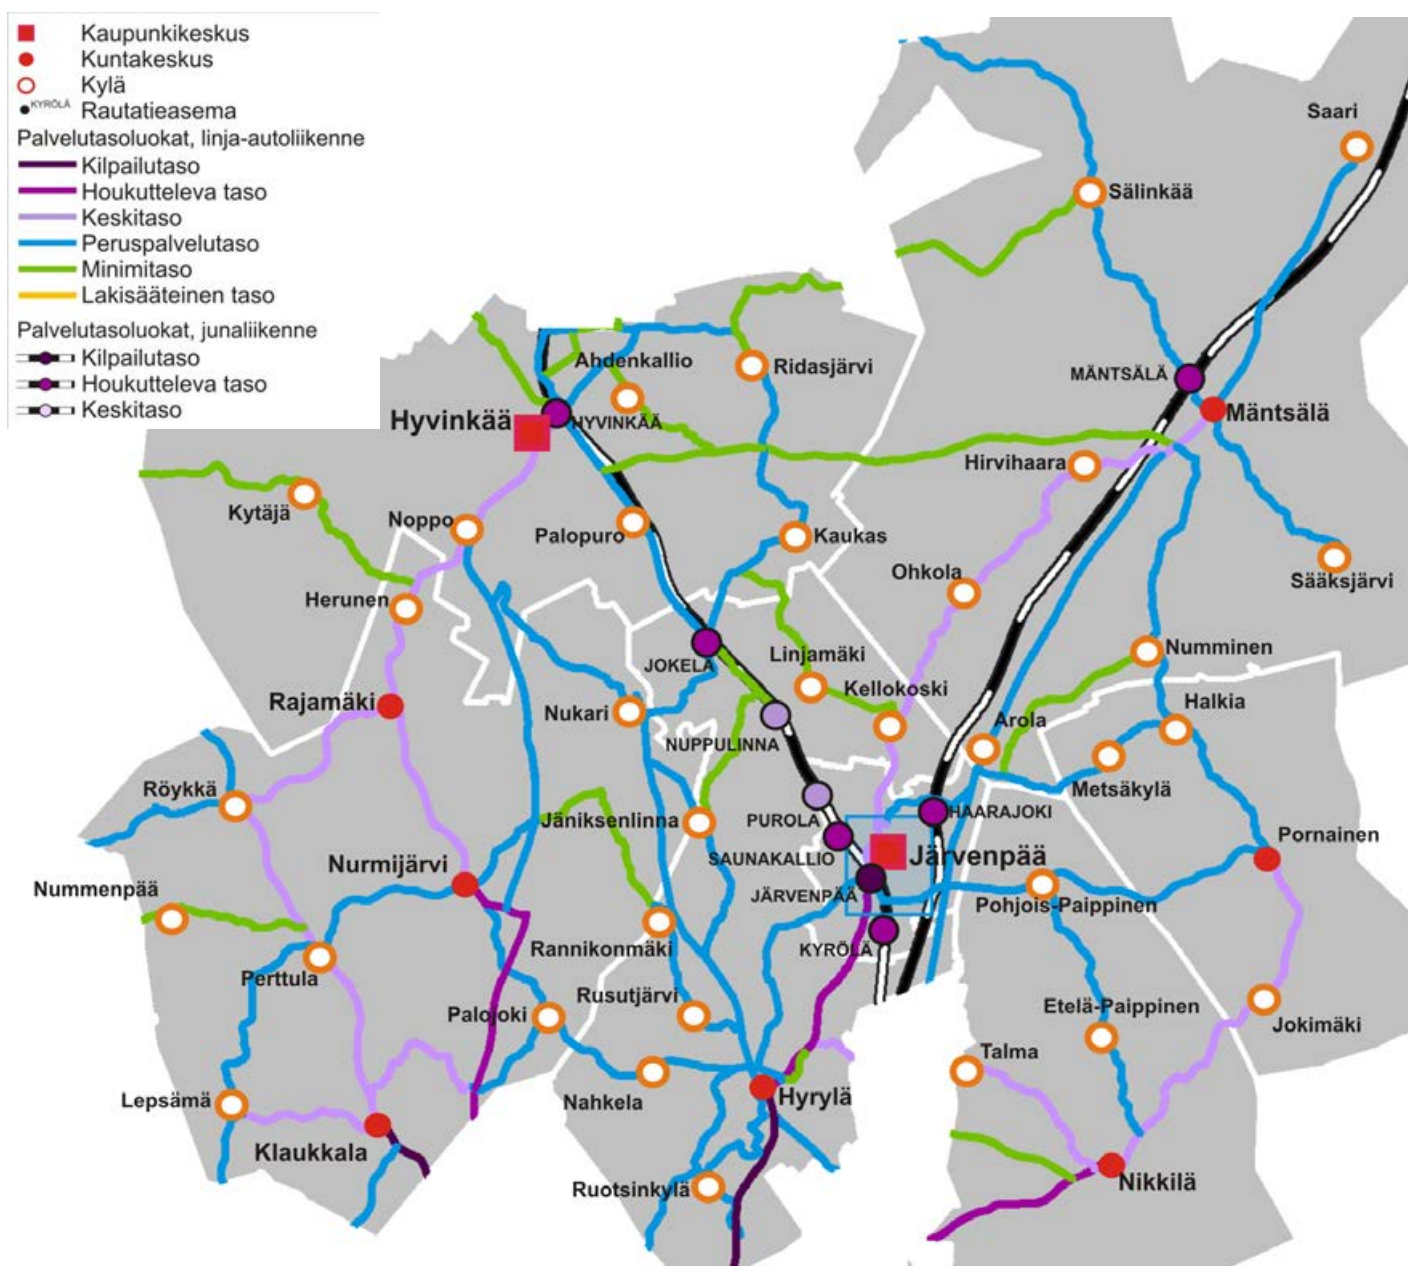 Kaupunkikeskus
Kuntakeskus
Kylä
KYRÖLÄ Rautatieasema
Palvelutasoluokat, linja-autoliikenne
Kilpailutaso
Houkutteleva taso
Keskitaso
Peruspalvelutaso
Minimitaso
Lakisääteinen taso
Palvelutasoluokat, junaliikenne
Kilpailutaso
Houkutteleva taso
Keskitaso
Saari
Sälinkää
Ahdenkallio
Ridasjärvi
MÄNTSÄLÄ
Mäntsälä
Hyvinkää
HYVINKÄÄ
Hirvihaara
Kytäjä
Noppo
Palopuro
Kaukas
Ohkola
Sääksjärvi
Herunen
JOKELA
Linjamäki
Numminen
Kellokoski
Rajamäki
Nukari
Halkia
Arola
NUPPULINNA
Röykkä
Metsäkylä
Jäniksenlinna
PUROLA
HAARAJOKI
Pornainen
Nurmijärvi
SAUNAKALLIO
Järvenpää
Nummenpää
JÄRVENPÄÄ
Pohjois-Paippinen
Rannikonmäki
KYRÖLÄ
Perttula
Rusutjärvi
Etelä-Paippinen
Palojoki
Jokimäki
Talma
Lepsämä
Nahkela
Hyrylä
Klaukkala
Ruotsinkylä
Nikkilä